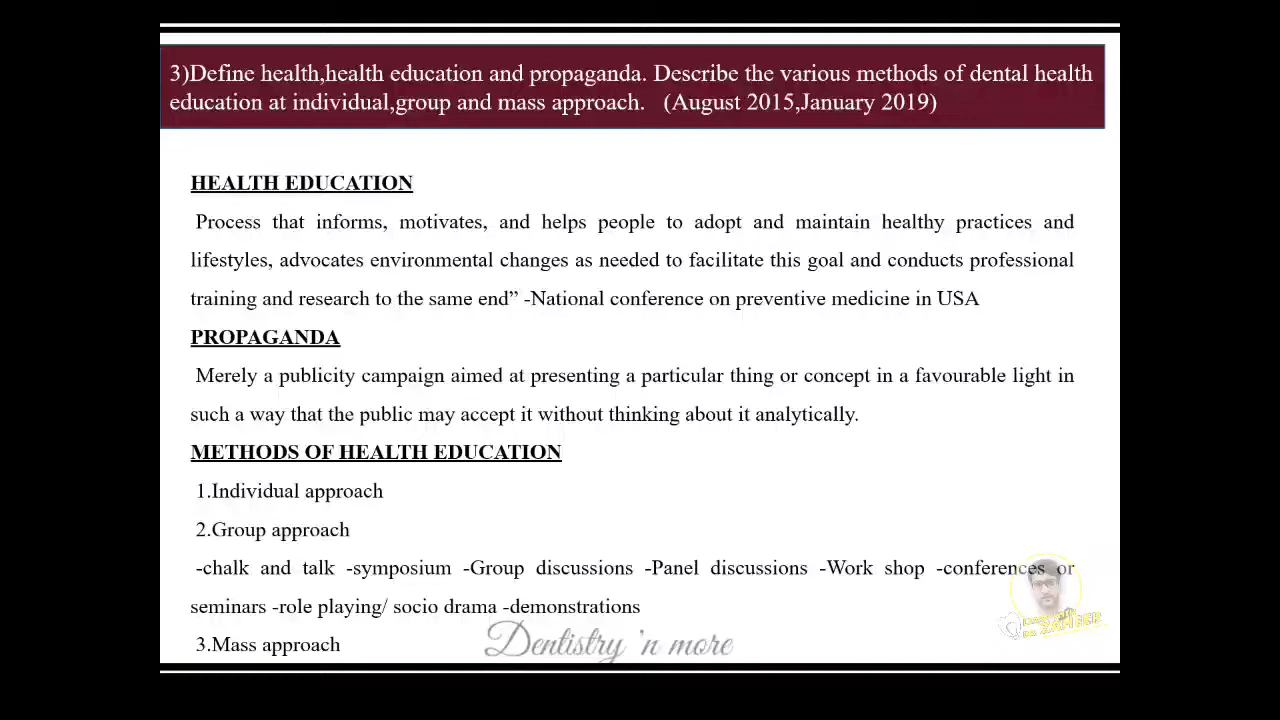 3)Define health,health education and propaganda. Describe the various methods of dental health
education at individual,group and mass approach. (August 2015,January 2019)
HEALTH EDUCATION
Process that informs, motivates, and helps people to adopt and maintain healthy practices and
lifestyles, advocates environmental changes as needed to facilitate this goal and conducts professional
training and research to the same end” -National conference on preventive medicine in USA
PROPAGANDA
Merely a publicity campaign aimed at presenting a particular thing or concept in a favourable light in
such a way that the public may accept it without thinking about it analytically.
METHODS OF HEALTH EDUCATION
1.Individual approach
2.Group approach
-chalk and talk -symposium -Group discussions -Panel discussions -Work shop -conferences or
seminars -role playing/ socio drama -demonstrations
3.Mass approach
Dentistry 'n more